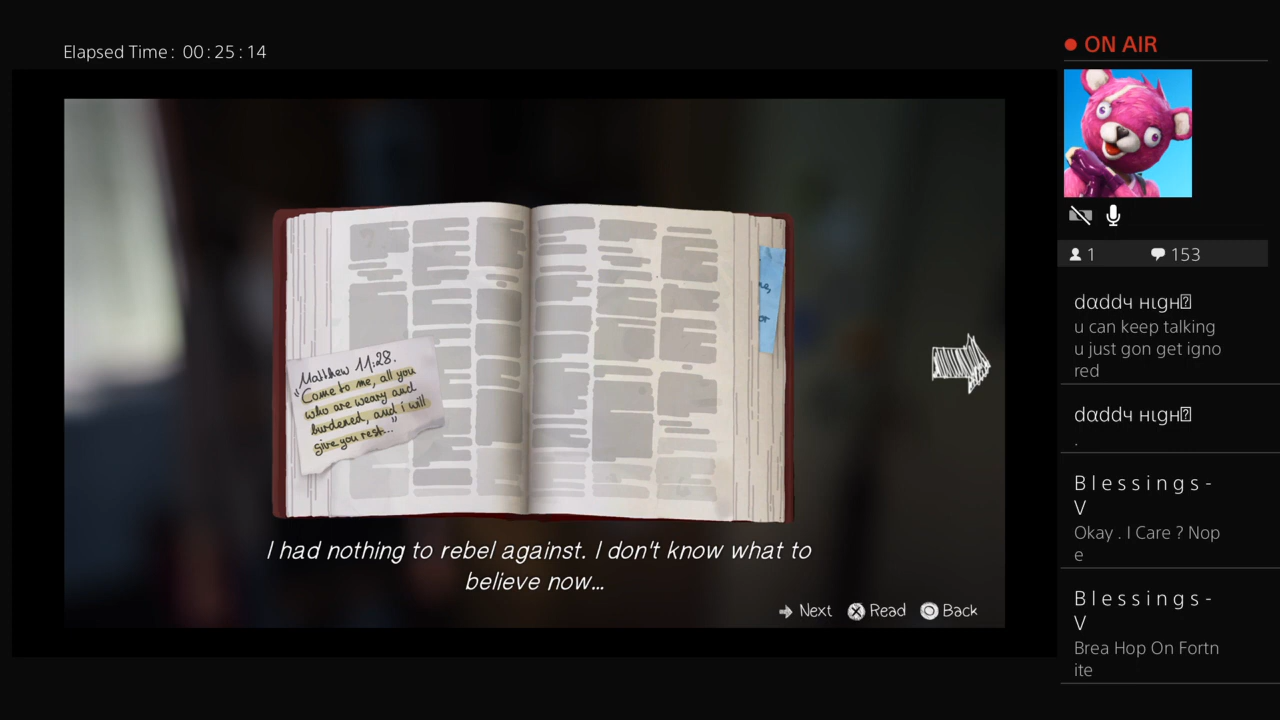 Elapsed Time: 00:25:14
ON AIR
1
153
dαddч нιgн
u can keep talking
u just gon get igno
red
dαddч нιgн
.
B l e s s i n g s -
V
Okay . I Care ? Nop
e
B l e s s i n g s -
V
Brea Hop On Fortn
ite
Matthew 11:28.
"Come to me, all you
who are weary and
burdened, and i will
give you rest..."
or
I had nothing to rebel against. I don't know what to
believe now...
Next
Read
Back